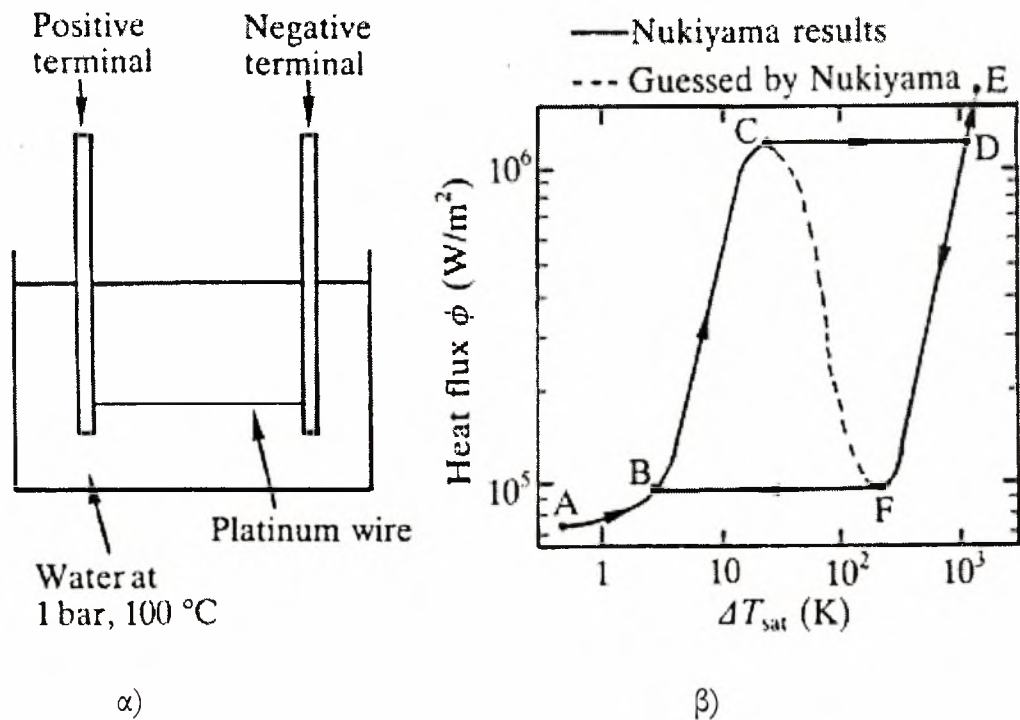 Positive
terminal
Negative
terminal
Platinum wire
Water at
1 bar, 100 °C
α)
Nukiyama results
Guessed by Nukiyama
Heat flux ϕ (W/m²)
10⁶
10⁵
A
B
C
D
E
F
1
10
10²
10³
ΔT_sat (K)
β)